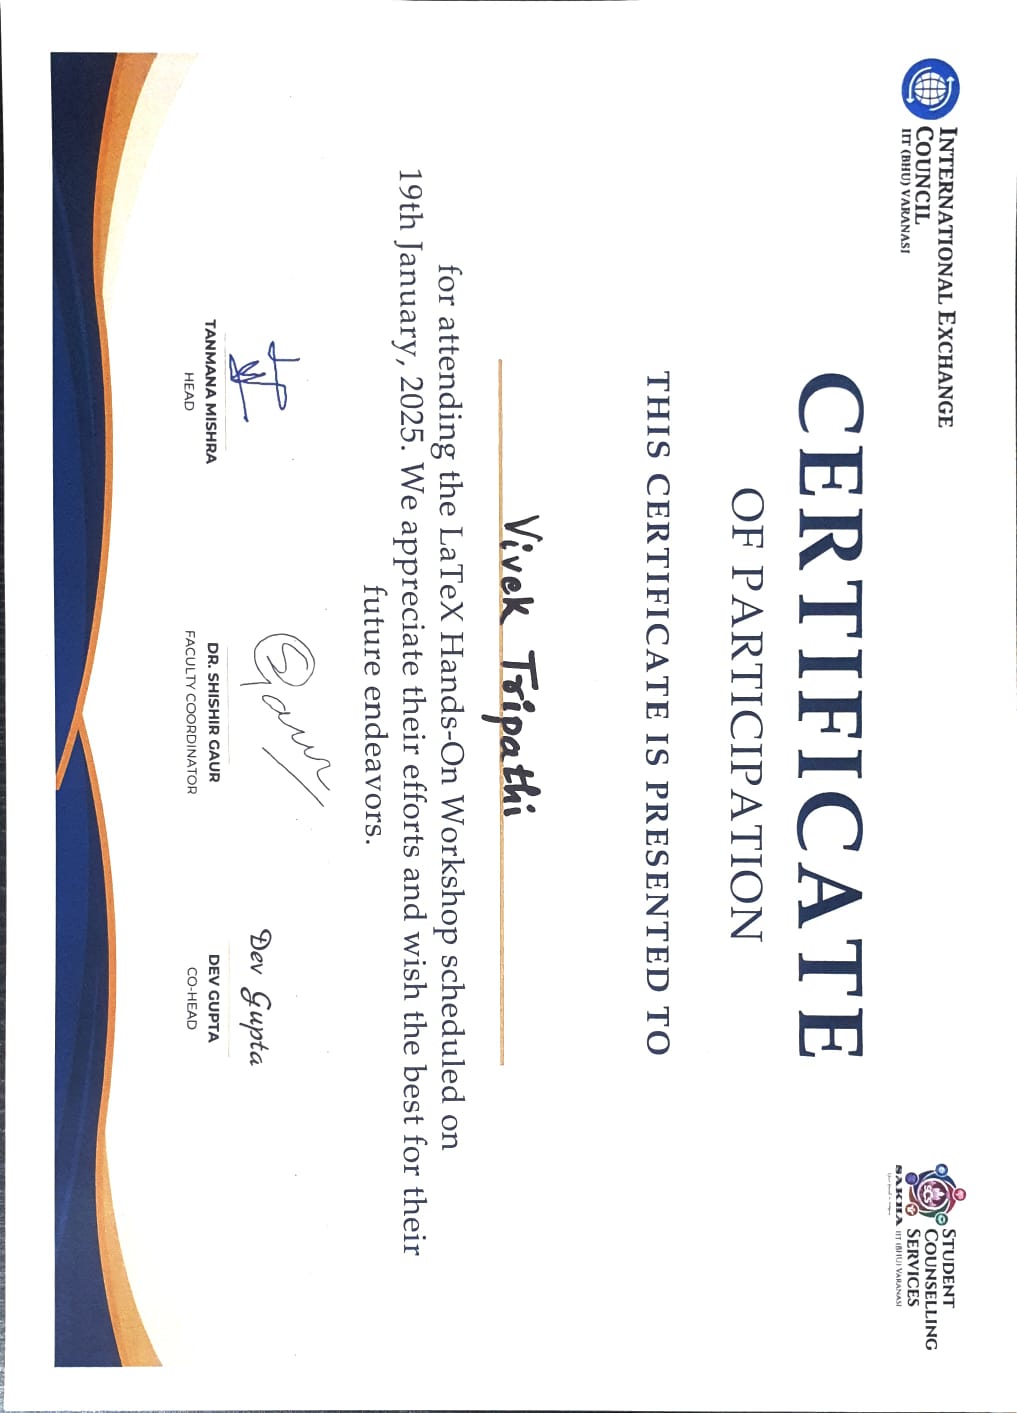 INTERNATIONAL EXCHANGE
COUNCIL
IIT (BHU) VARANASI
STUDENT
COUNSELLING
SERVICES
SAKHA IIT (BHU) VARANASI
CERTIFICATE
OF PARTICIPATION
THIS CERTIFICATE IS PRESENTED TO
Vivek Tripathi
for attending the LaTeX Hands-On Workshop scheduled on
19th January, 2025. We appreciate their efforts and wish the best for their
future endeavors.
Dev Gupta
TANMANA MISHRA
HEAD
DR. SHISHIR GAUR
FACULTY COORDINATOR
DEV GUPTA
CO-HEAD